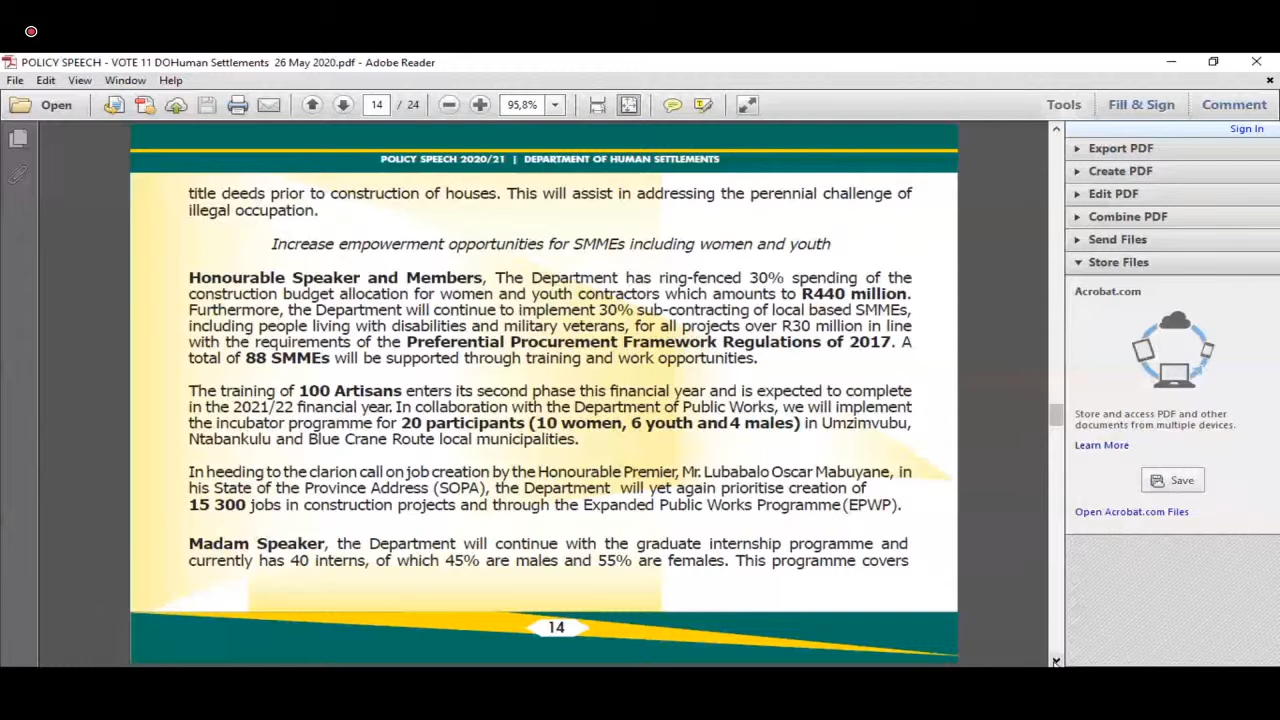 POLICY SPEECH - VOTE 11 DOHuman Settlements 26 May 2020.pdf - Adobe Reader
File Edit View Window Help
Open 14 / 24 95,8% Tools Fill & Sign Comment
Sign In
POLICY SPEECH 2020/21 | DEPARTMENT OF HUMAN SETTLEMENTS
title deeds prior to construction of houses. This will assist in addressing the perennial challenge of
illegal occupation.
Increase empowerment opportunities for SMMEs including women and youth
Honourable Speaker and Members, The Department has ring-fenced 30% spending of the
construction budget allocation for women and youth contractors which amounts to R440 million.
Furthermore, the Department will continue to implement 30% sub-contracting of local based SMMEs,
including people living with disabilities and military veterans, for all projects over R30 million in line
with the requirements of the Preferential Procurement Framework Regulations of 2017. A
total of 88 SMMEs will be supported through training and work opportunities.
The training of 100 Artisans enters its second phase this financial year and is expected to complete
in the 2021/22 financial year. In collaboration with the Department of Public Works, we will implement
the incubator programme for 20 participants (10 women, 6 youth and 4 males) in Umzimvubu,
Ntabankulu and Blue Crane Route local municipalities.
In heeding to the clarion call on job creation by the Honourable Premier, Mr. Lubabalo Oscar Mabuyane, in
his State of the Province Address (SOPA), the Department will yet again prioritise creation of
15 300 jobs in construction projects and through the Expanded Public Works Programme (EPWP).
Madam Speaker, the Department will continue with the graduate internship programme and
currently has 40 interns, of which 45% are males and 55% are females. This programme covers
14
Export PDF
Create PDF
Edit PDF
Combine PDF
Send Files
Store Files
Acrobat.com
Store and access PDF and other
documents from multiple devices.
Learn More
Save
Open Acrobat.com Files